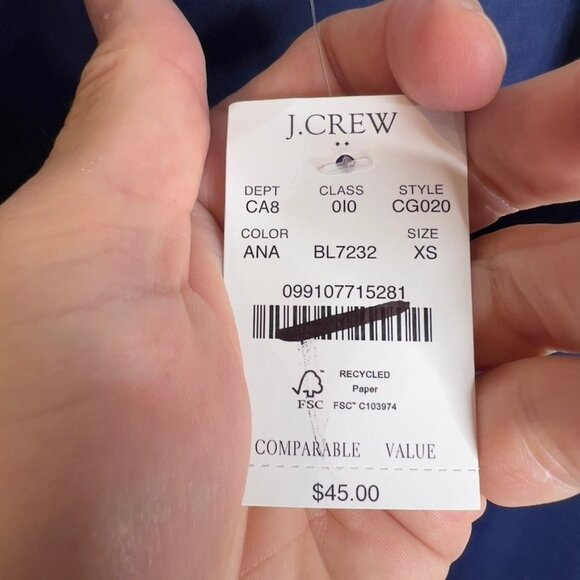 J.CREW
DEPT CLASS STYLE
CA8 0I0 CG020
COLOR SIZE
ANA BL7232 XS
099107715281
RECYCLED
Paper
FSC™ C103974
FSC
COMPARABLE VALUE
$45.00